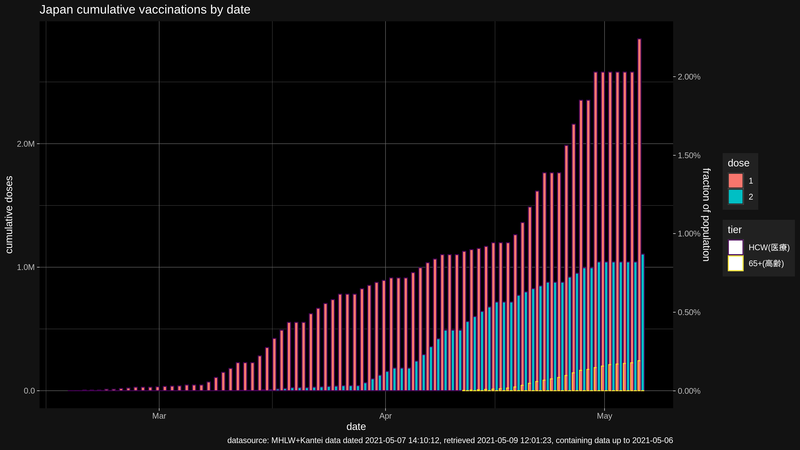 Japan cumulative vaccinations by date
cumulative doses
2.0M
1.0M
0.0
2.00%
1.50%
1.00%
0.50%
0.00%
fraction of population
Mar
Apr
May
date
dose
1
2
tier
HCW(医療)
65+(高齢)
datasource: MHLW+Kantei data dated 2021-05-07 14:10:12, retrieved 2021-05-09 12:01:23, containing data up to 2021-05-06